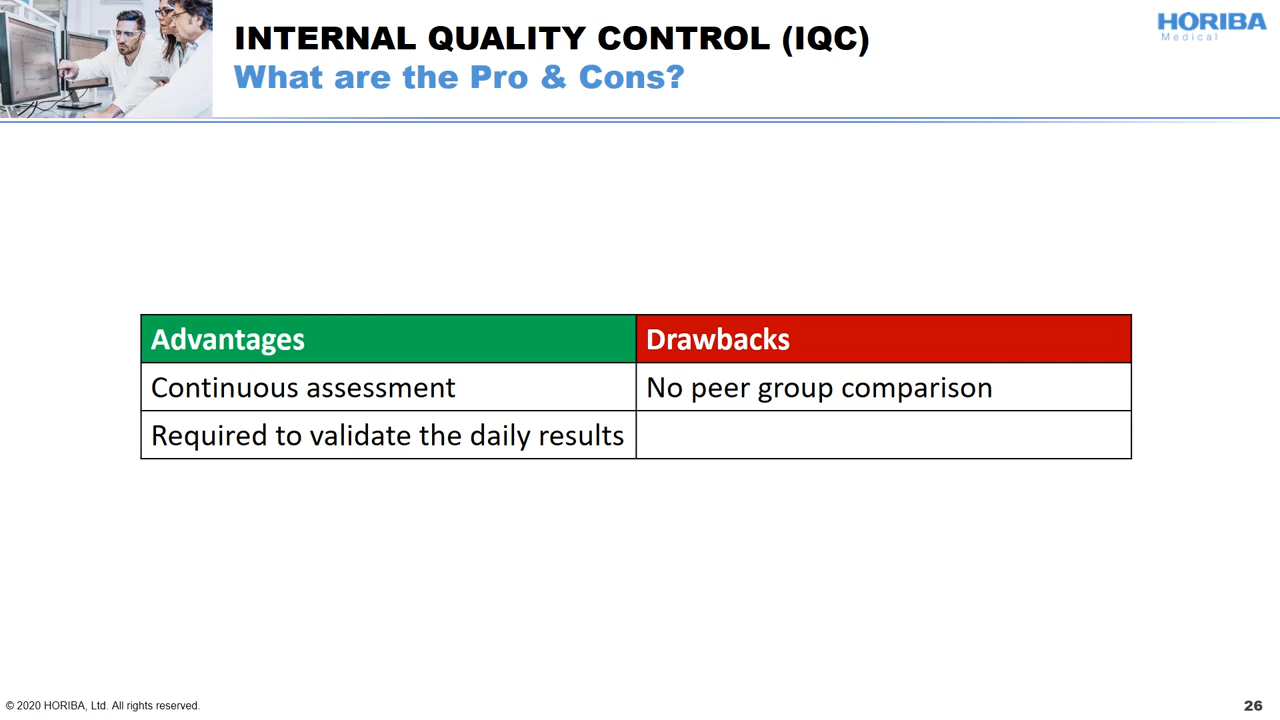 INTERNAL QUALITY CONTROL (IQC)
What are the Pro & Cons?
HORIBA
Medical
Advantages
Drawbacks
Continuous assessment
No peer group comparison
Required to validate the daily results
© 2020 HORIBA, Ltd. All rights reserved.
26